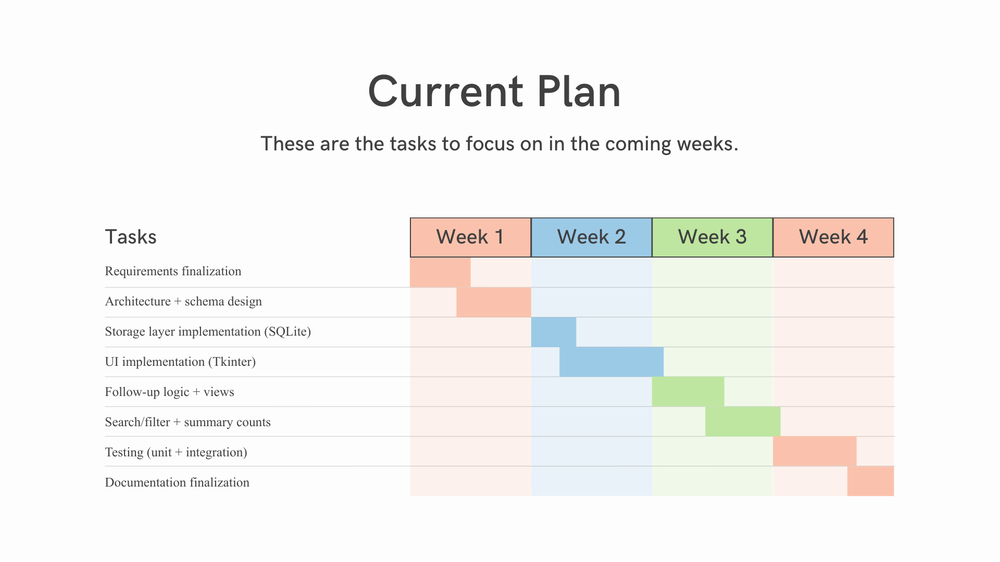 Current Plan
These are the tasks to focus on in the coming weeks.
Tasks Week 1 Week 2 Week 3 Week 4
Requirements finalization
Architecture + schema design
Storage layer implementation (SQLite)
UI implementation (Tkinter)
Follow-up logic + views
Search/filter + summary counts
Testing (unit + integration)
Documentation finalization